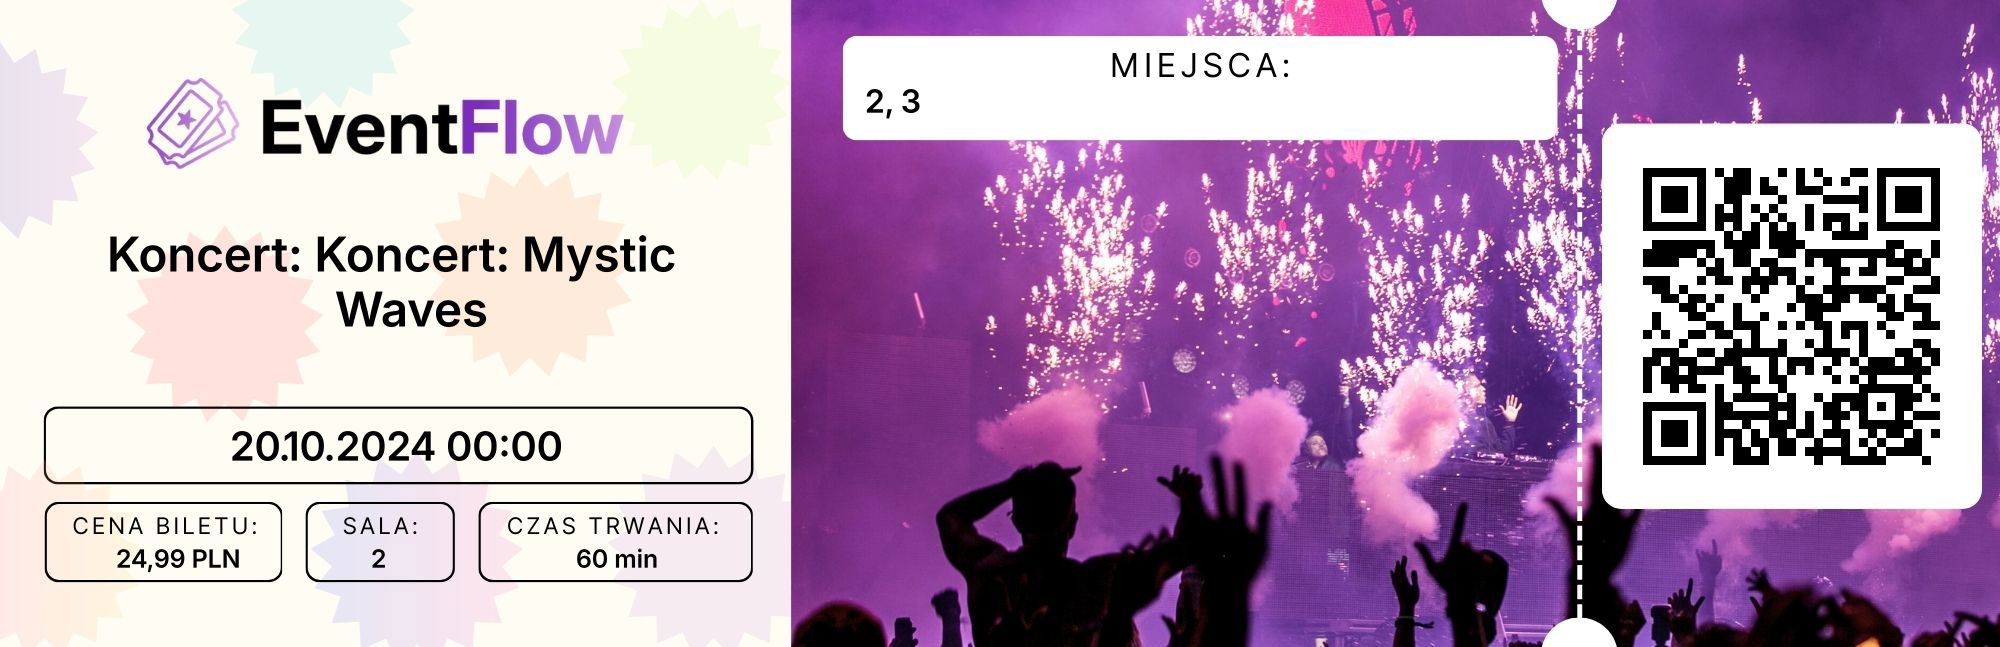 EventFlow
Koncert: Koncert: Mystic
Waves
20.10.2024 00:00
CENA BILETU:
24,99 PLN
SALA:
2
CZAS TRWANIA:
60 min
MIEJSCA:
2, 3